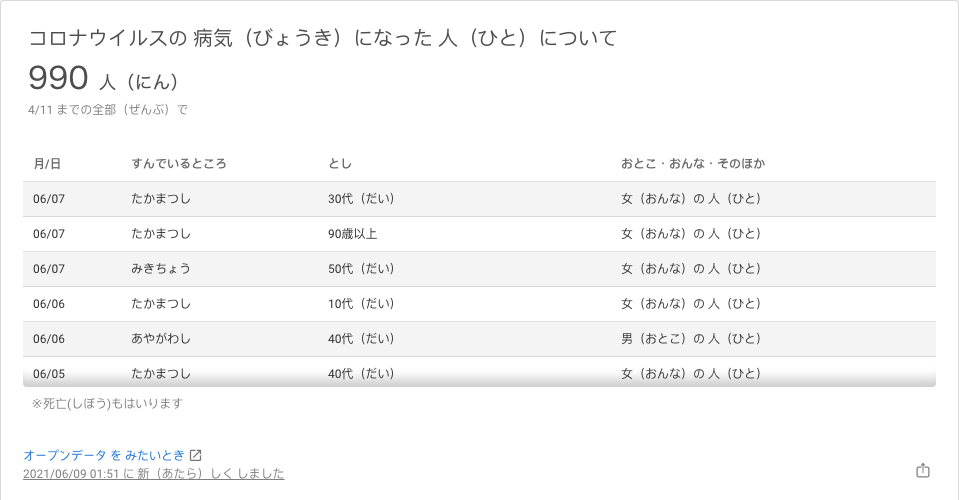 コロナウイルスの 病気（びょうき）になった 人（ひと）について
990 人（にん）
4/11 までの全部（ぜんぶ）で
月/日 すんでいるところ とし おとこ・おんな・そのほか
06/07 たかまつし 30代（だい） 女（おんな）の 人（ひと）
06/07 たかまつし 90歳以上 女（おんな）の 人（ひと）
06/07 みきちょう 50代（だい） 女（おんな）の 人（ひと）
06/06 たかまつし 10代（だい） 女（おんな）の 人（ひと）
06/06 あやがわし 40代（だい） 男（おとこ）の 人（ひと）
06/05 たかまつし 40代（だい） 女（おんな）の 人（ひと）
※死亡(しぼう)もはいります
オープンデータ を みたいとき
2021/06/09 01:51 に 新（あたら）しく しました